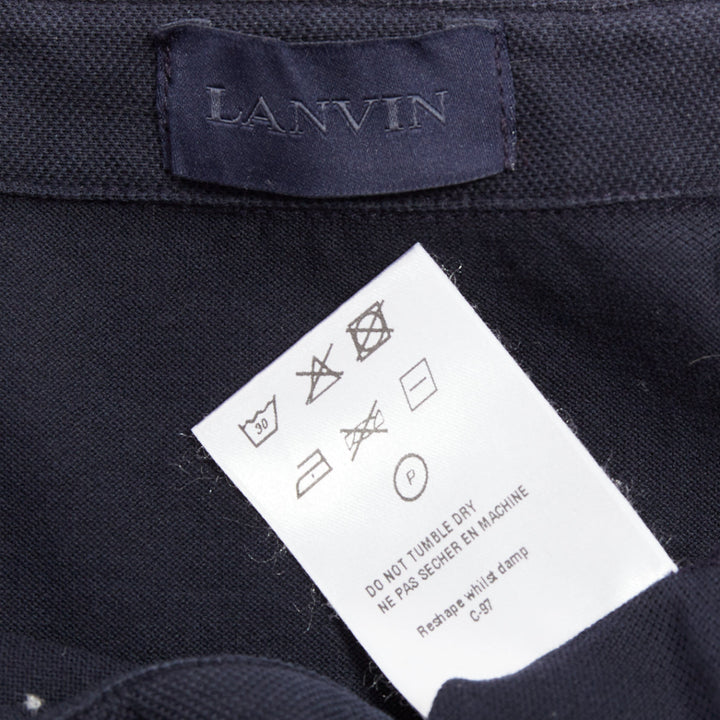 LANVIN
30
P
DO NOT TUMBLE DRY
NE PAS SECHER EN MACHINE
Reshape whilst damp
C-97